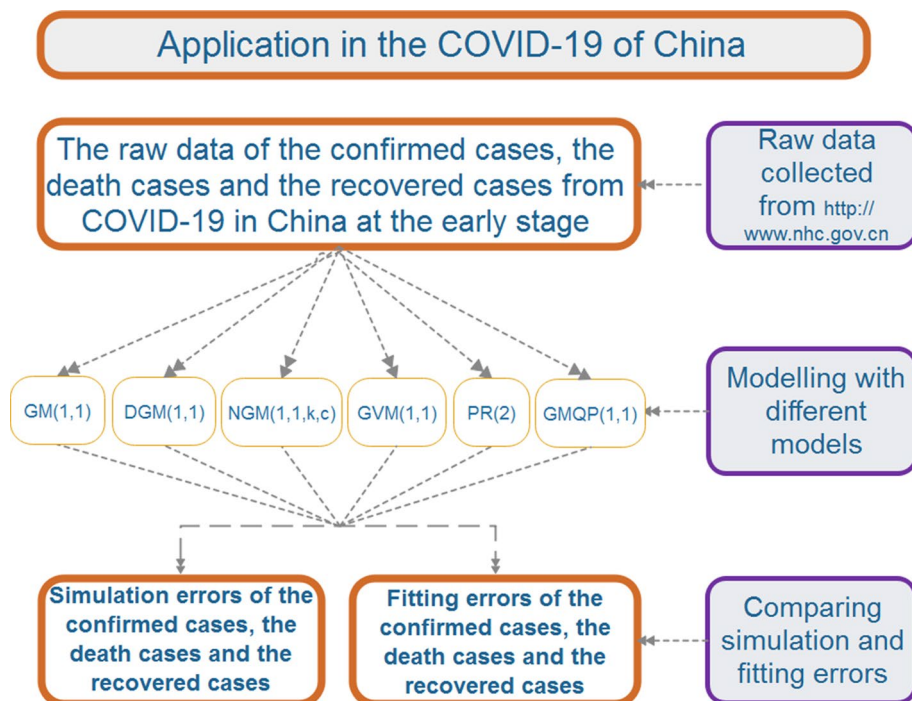 Application in the COVID-19 of China
The raw data of the confirmed cases, the
death cases and the recovered cases from
COVID-19 in China at the early stage
Raw data
collected
from http://
www.nhc.gov.cn
GM(1,1)
DGM(1,1)
NGM(1,1,k,c)
GVM(1,1)
PR(2)
GMQP(1,1)
Modelling with
different
models
Simulation errors of the
confirmed cases, the
death cases and the
recovered cases
Fitting errors of the
confirmed cases, the
death cases and the
recovered cases
Comparing
simulation and
fitting errors